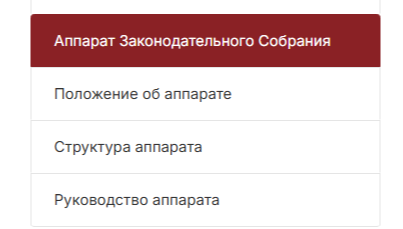 Аппарат Законодательного Собрания
Положение об аппарате
Структура аппарата
Руководство аппарата